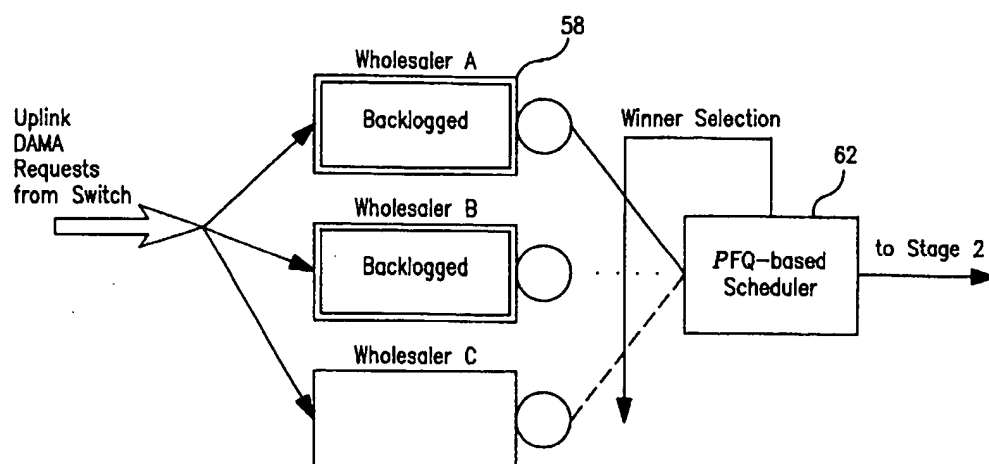 58
Wholesaler A
Uplink
DAMA
Requests
from Switch
Backlogged
Winner Selection
62
Wholesaler B
Backlogged
PFQ-based
Scheduler
to Stage 2
Wholesaler C